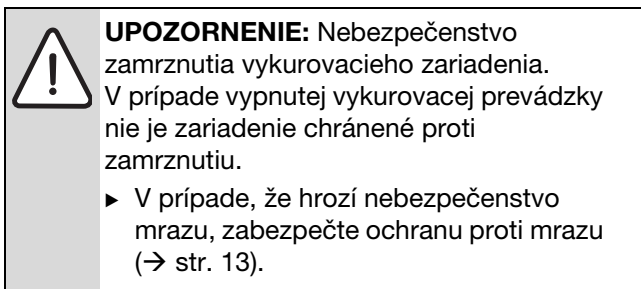 UPOZORNENIE: Nebezpečenstvo
zamrznutia vykurovacieho zariadenia.
V prípade vypnutej vykurovacej prevádzky
nie je zariadenie chránené proti
zamrznutiu.
▶ V prípade, že hrozí nebezpečenstvo
mrazu, zabezpečte ochranu proti mrazu
(→ str. 13).